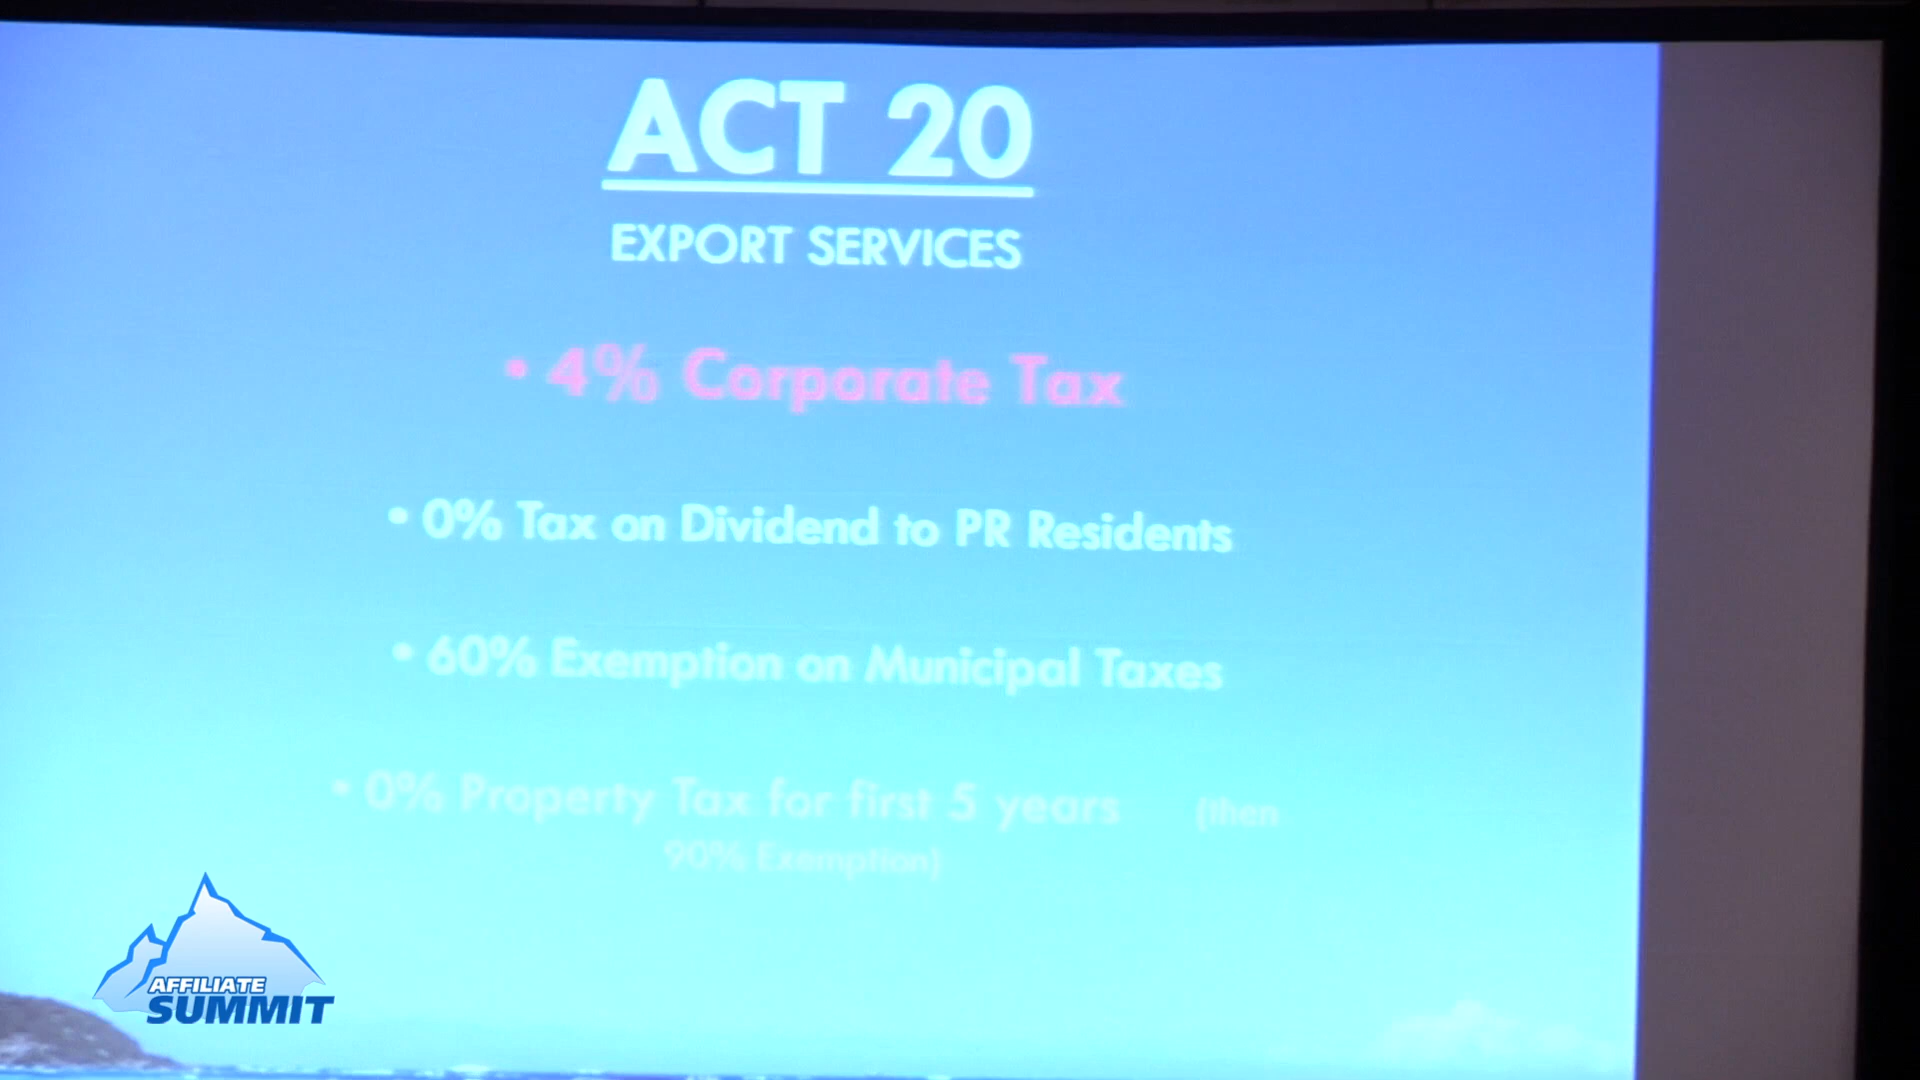 ACT 20
EXPORT SERVICES
• 4% Corporate Tax
• 0% Tax on Dividend to PR Residents
• 60% Exemption on Municipal Taxes
• 0% Property Tax for first 5 years (then
90% Exemption)
AFFILIATE
SUMMIT